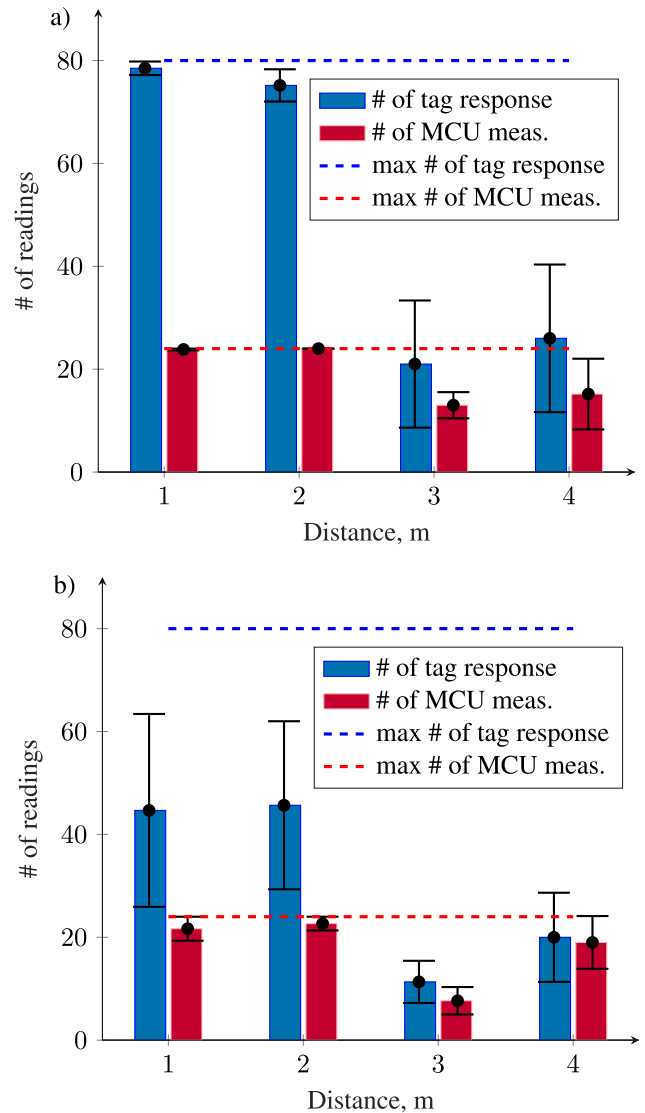 a)
80
60
40
20
0
# of readings
# of tag response
# of MCU meas.
max # of tag response
max # of MCU meas.
1 2 3 4
Distance, m
b)
80
60
40
20
0
# of readings
# of tag response
# of MCU meas.
max # of tag response
max # of MCU meas.
1 2 3 4
Distance, m